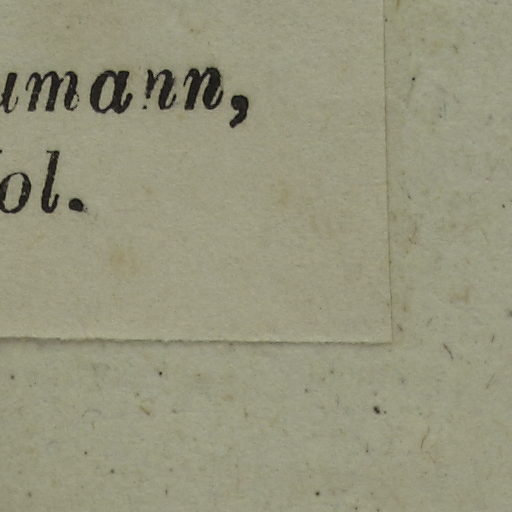 umann,
ol.